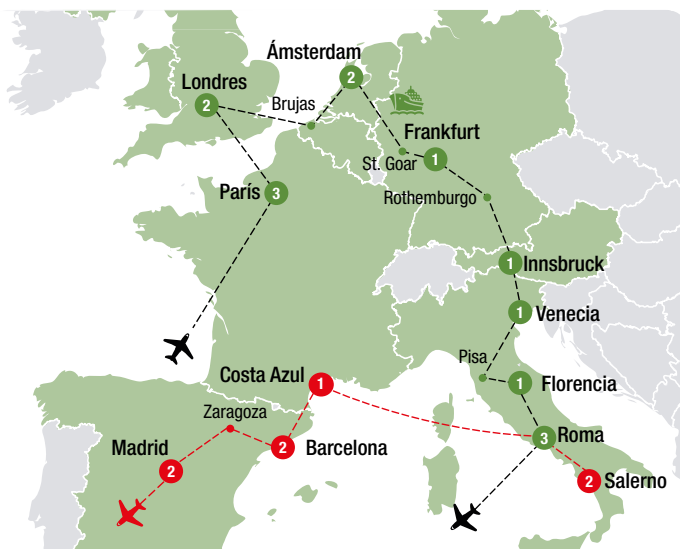 Ámsterdam
2
Londres
2
Brujas
Frankfurt
1
St. Goar
París
3
Rothemburgo
1
Innsbruck
1
Venecia
Pisa
Costa Azul
1
1
Florencia
Zaragoza
Madrid
2
2
Barcelona
3
Roma
2
Salerno